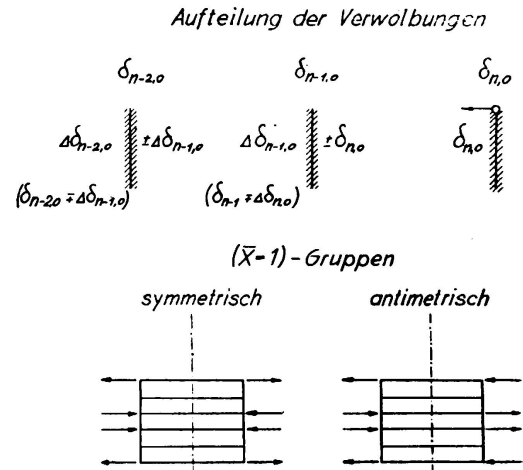 Aufteilung der Verwölbungen
δn-2,0 δn-1,0 δn,0
Δδn-2,0 ±Δδn-1,0 Δδn-1,0 ±δn,0 δn,0
(δn-2,0 ∓Δδn-1,0) (δn-1 ∓Δδn,0)
(X̄=1)-Gruppen
symmetrisch antimetrisch